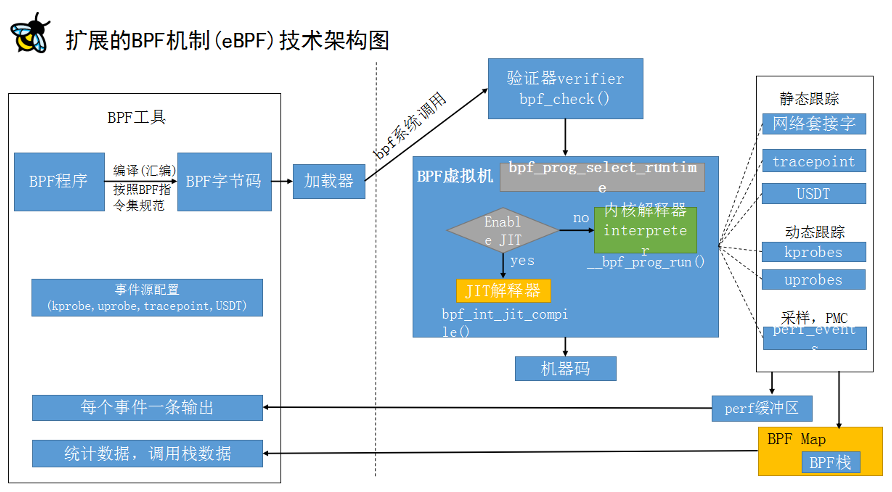 扩展的BPF机制(eBPF)技术架构图
BPF工具
BPF程序
编译(汇编)
按照BPF指
令集规范
BPF字节码
加载器
bpf系统调用
事件源配置
(kprobe,uprobe,tracepoint,USDT)
每个事件一条输出
统计数据，调用栈数据
验证器verifier
bpf_check()
BPF虚拟机
bpf_prog_select_runtim
e
Enabl
e JIT
no
yes
内核解释器
interprete
r
__bpf_prog_run()
JIT解释器
bpf_int_jit_compi
le()
机器码
静态跟踪
网络套接字
tracepoint
USDT
动态跟踪
kprobes
uprobes
采样，PMC
perf_event
s
perf缓冲区
BPF Map
BPF栈